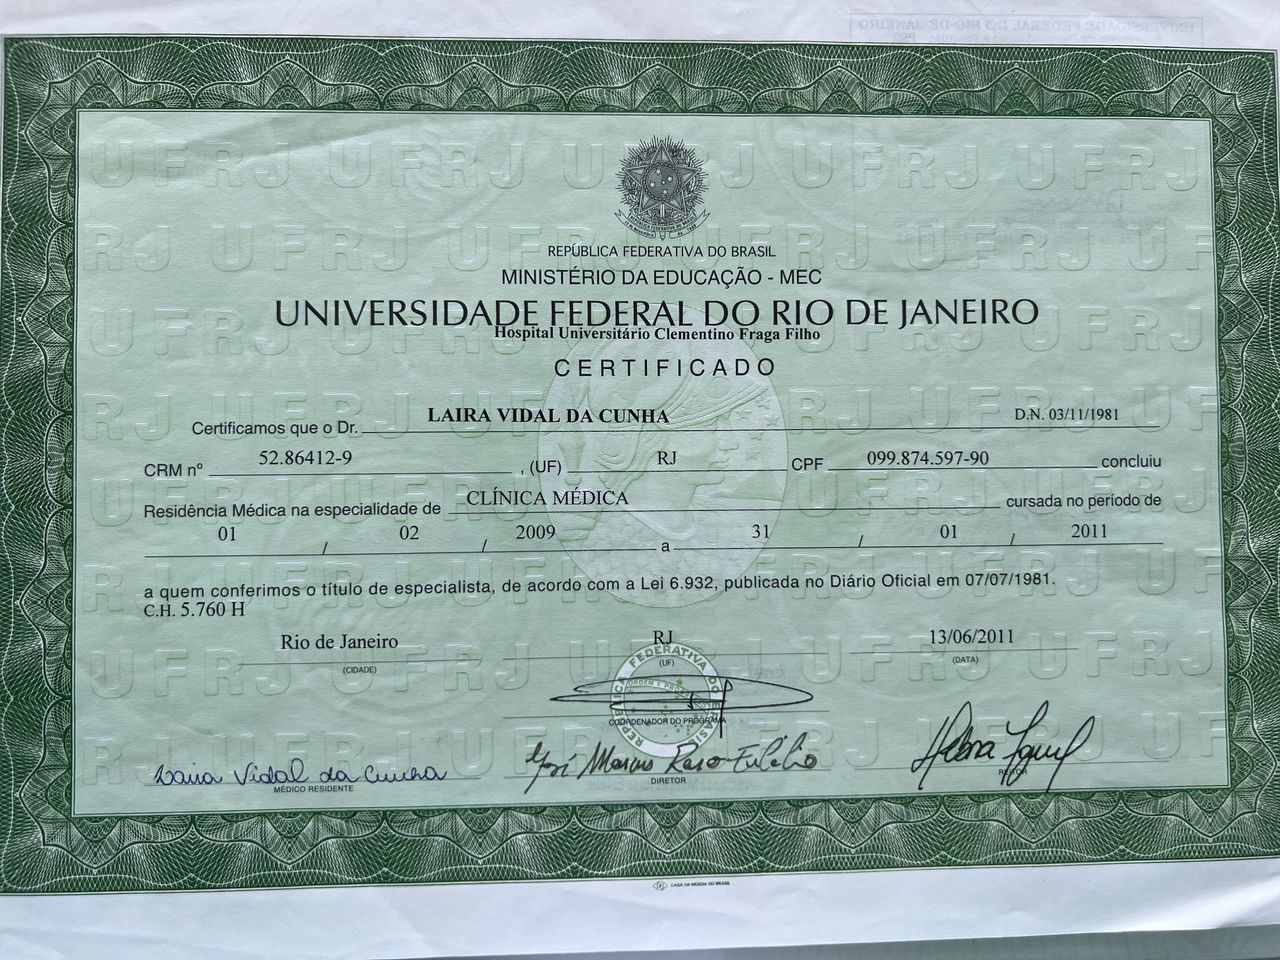 REPÚBLICA FEDERATIVA DO BRASIL
MINISTÉRIO DA EDUCAÇÃO - MEC
UNIVERSIDADE FEDERAL DO RIO DE JANEIRO
Hospital Universitário Clementino Fraga Filho
CERTIFICADO
Certificamos que o Dr. LAIRA VIDAL DA CUNHA D.N. 03/11/1981
CRM nº 52.86412-9 , (UF) RJ CPF 099.874.597-90 concluiu
Residência Médica na especialidade de CLÍNICA MÉDICA cursada no período de
01 / 02 / 2009 a 31 / 01 / 2011
a quem conferimos o título de especialista, de acordo com a Lei 6.932, publicada no Diário Oficial em 07/07/1981.
C.H. 5.760 H
Rio de Janeiro RJ 13/06/2011
(CIDADE) (UF) (DATA)
REPÚBLICA FEDERATIVA DO BRASIL
COORDENADOR DO PROGRAMA
Laira Vidal da Cunha
MÉDICO RESIDENTE
DIRETOR
REITOR
CASA DA MOEDA DO BRASIL